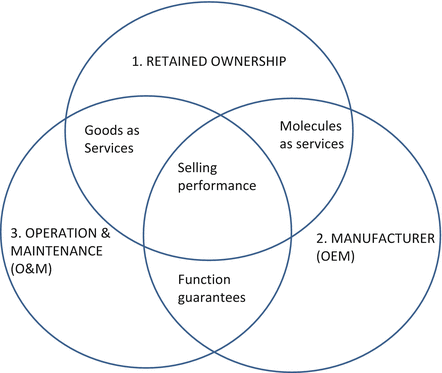 1. RETAINED OWNERSHIP
Goods as
Services
Molecules
as services
Selling
performance
3. OPERATION &
MAINTENANCE
(O&M)
2. MANUFACTURER
(OEM)
Function
guarantees